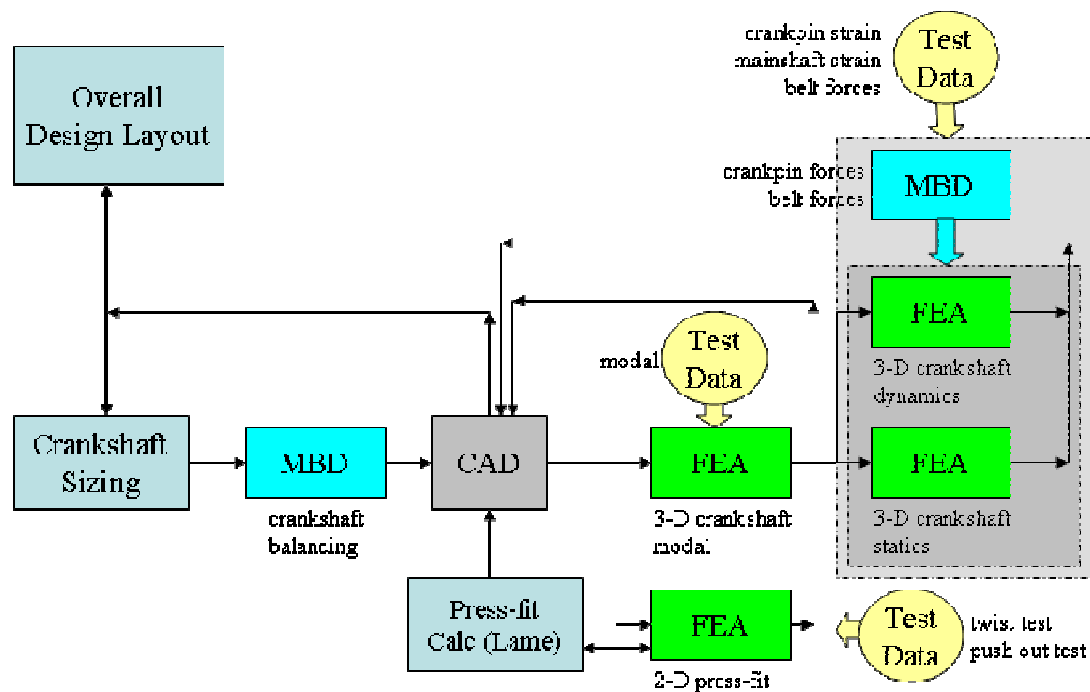 crankpin strain
mainshaft strain
belt forces
Test
Data
Overall
Design Layout
crankpin forces
belt forces
MBD
FEA
3-D crankshaft
dynamics
modal
Test
Data
Crankshaft
Sizing
MBD
crankshaft
balancing
CAD
FEA
3-D crankshaft
modal
FEA
3-D crankshaft
statics
Press-fit
Calc (Lame)
FEA
2-D press-fit
Test
Data
twist test
push out test